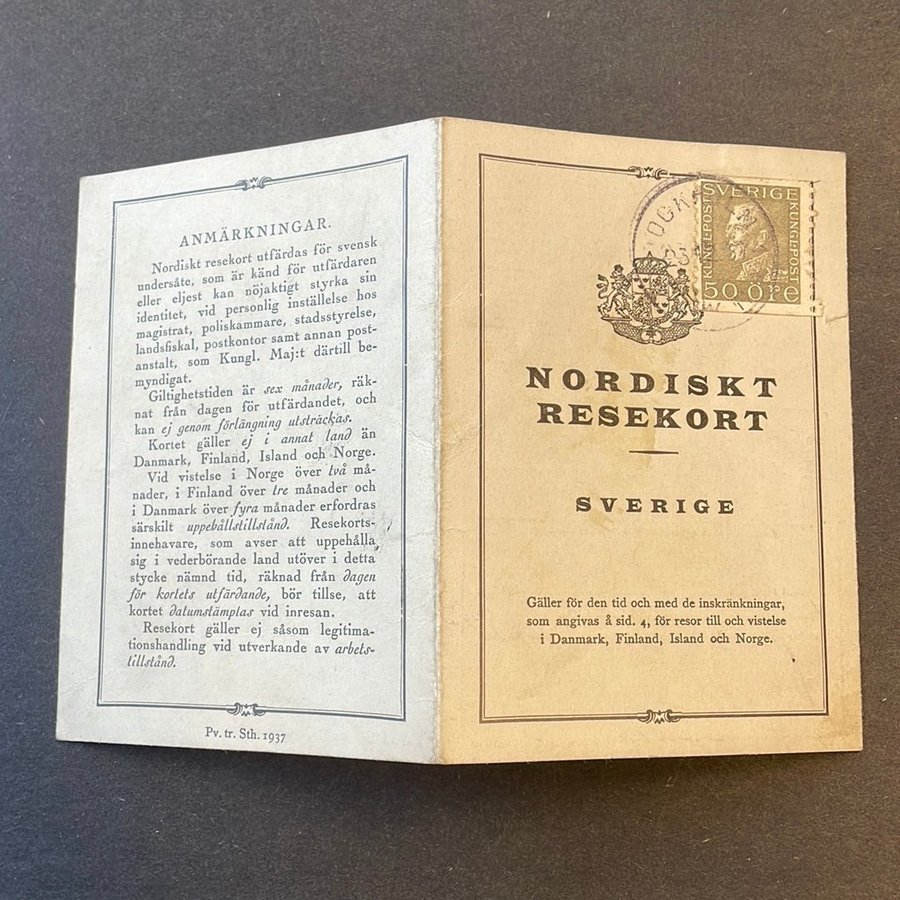 ANMÄRKNINGAR.
Nordiskt resekort utfärdas för svensk
undersåte, som är känd för utfärdaren
eller eljest kan nöjaktigt styrka sin
identitet, vid personlig inställelse hos
magistrat, poliskammare, stadsstyrelse,
landsfiskal, postkontor samt annan post-
anstalt, som Kungl. Maj:t därtill be-
myndigat.
Giltighetstiden är sex månader, räk-
nat från dagen för utfärdandet, och
kan ej genom förlängning utsträckas.
Kortet gäller ej i annat land än
Danmark, Finland, Island och Norge.
Vid vistelse i Norge över två må-
nader, i Finland över tre månader och
i Danmark över fyra månader erfordras
särskilt uppehållstillstånd. Resekorts-
innehavare, som avser att uppehålla
sig i vederbörande land utöver i detta
stycke nämnd tid, räknad från dagen
för kortets utfärdande, bör tillse, att
kortet datumstämplas vid inresan.
Resekort gäller ej såsom legitima-
tionshandling vid utverkande av arbets-
tillstånd.
Pv. tr. Sth. 1937
SVERIGE
KUNGL.POST
KUNGL.POST
50 ÖRE
NORDISKT
RESEKORT
SVERIGE
Gäller för den tid och med de inskränkningar,
som angivas å sid. 4, för resor till och vistelse
i Danmark, Finland, Island och Norge.